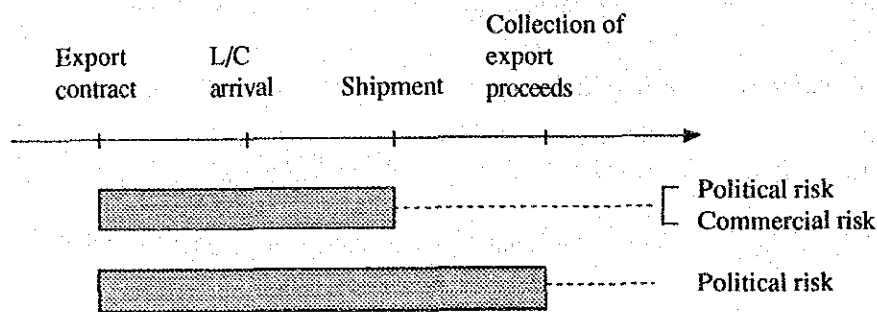 Export
contract
L/C
arrival
Shipment
Collection of
export
proceeds
Political risk
Commercial risk
Political risk